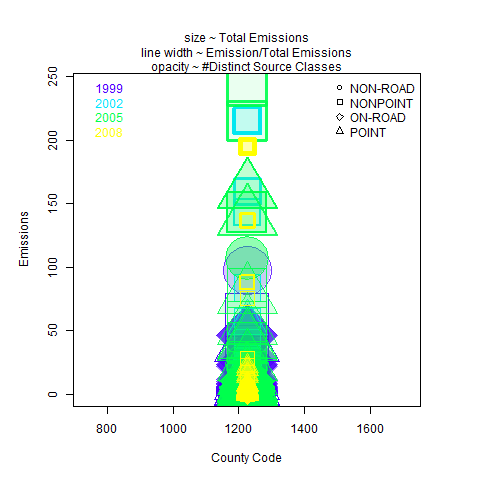 size ~ Total Emissions
line width ~ Emission/Total Emissions
opacity ~ #Distinct Source Classes
1999
2002
2005
2008
NON-ROAD
NONPOINT
ON-ROAD
POINT
Emissions
250
200
150
100
50
0
800
1000
1200
1400
1600
County Code